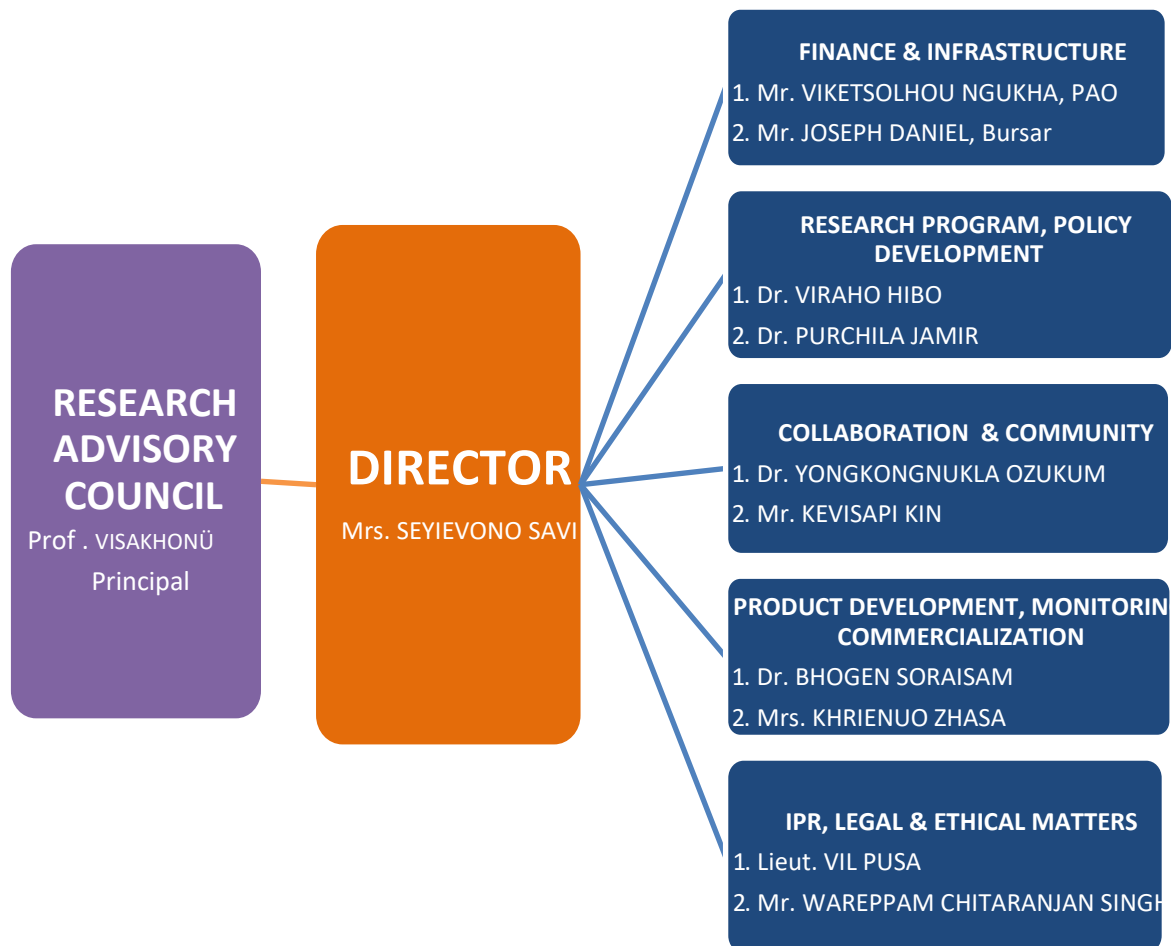 RESEARCH
ADVISORY
COUNCIL
Prof . VISAKHONÜ
Principal
DIRECTOR
Mrs. SEYIEVONO SAVI
FINANCE & INFRASTRUCTURE
1. Mr. VIKETSOLHOU NGUKHA, PAO
2. Mr. JOSEPH DANIEL, Bursar
RESEARCH PROGRAM, POLICY
DEVELOPMENT
1. Dr. VIRAHO HIBO
2. Dr. PURCHILA JAMIR
COLLABORATION & COMMUNITY
1. Dr. YONGKONGNUKLA OZUKUM
2. Mr. KEVISAPI KIN
PRODUCT DEVELOPMENT, MONITORIN
COMMERCIALIZATION
1. Dr. BHOGEN SORAISAM
2. Mrs. KHRIENUO ZHASA
IPR, LEGAL & ETHICAL MATTERS
1. Lieut. VIL PUSA
2. Mr. WAREPPAM CHITARANJAN SINGH